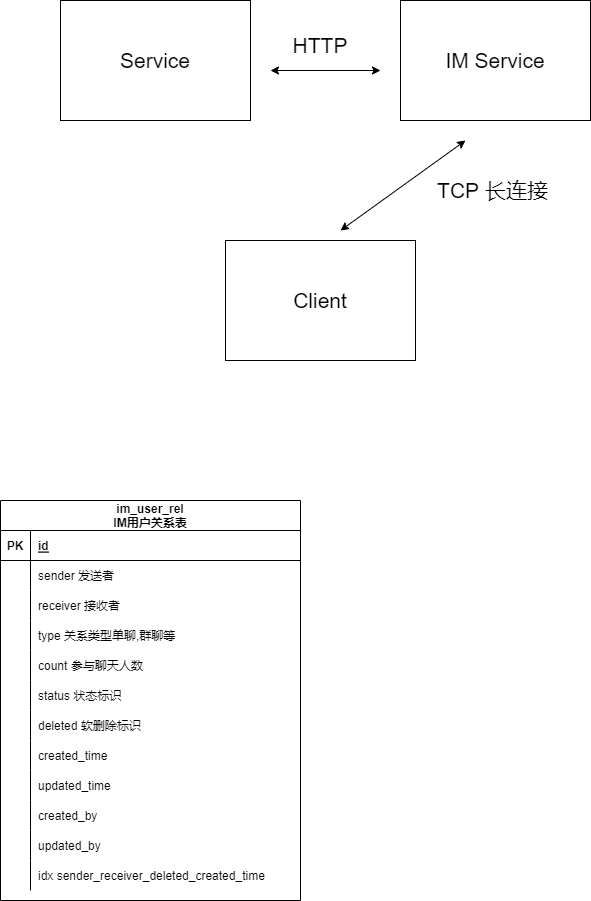 Service
HTTP
IM Service
TCP 长连接
Client
im_user_rel
IM用户关系表
PK id
sender 发送者
receiver 接收者
type 关系类型单聊,群聊等
count 参与聊天人数
status 状态标识
deleted 软删除标识
created_time
updated_time
created_by
updated_by
idx sender_receiver_deleted_created_time